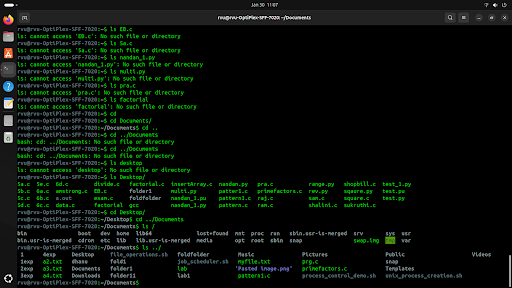 Jan 30 11:07
rvu@rvu-OptiPlex-SFF-7020: ~/Documents
rvu@rvu-OptiPlex-SFF-7020:~$ ls EB.c
ls: cannot access 'EB.c': No such file or directory
rvu@rvu-OptiPlex-SFF-7020:~$ ls 5a.c
ls: cannot access '5a.c': No such file or directory
rvu@rvu-OptiPlex-SFF-7020:~$ ls nandan_1.py
ls: cannot access 'nandan_1.py': No such file or directory
rvu@rvu-OptiPlex-SFF-7020:~$ ls multi.py
ls: cannot access 'multi.py': No such file or directory
rvu@rvu-OptiPlex-SFF-7020:~$ ls pra.c
ls: cannot access 'pra.c': No such file or directory
rvu@rvu-OptiPlex-SFF-7020:~$ ls factorial
ls: cannot access 'factorial': No such file or directory
rvu@rvu-OptiPlex-SFF-7020:~$ cd
rvu@rvu-OptiPlex-SFF-7020:~$ cd Documents/
rvu@rvu-OptiPlex-SFF-7020:~/Documents$ cd ..
rvu@rvu-OptiPlex-SFF-7020:~$ cd ../Documents
bash: cd: ../Documents: No such file or directory
rvu@rvu-OptiPlex-SFF-7020:~$ cd ../Documents
bash: cd: ../Documents: No such file or directory
rvu@rvu-OptiPlex-SFF-7020:~$ ls desktop
ls: cannot access 'desktop': No such file or directory
rvu@rvu-OptiPlex-SFF-7020:~$ ls Desktop/
5a.c 5e.c 6d.c divide.c factorial.c insertArray.c nandan.py pra.c range.py shopbill.c test_1.py
5b.c 6a.c amstrong.c EB.c folder1 multi.py pattern1.c primefactors.c rev.py square.py test.py
5c.c 6b.c a.out exam.c foldfolder nandan_1.py pattern1.c raj.c san.c square.c
5d.c 6c.c data.c factorial gcc nandan.c pattern.c ram.c shalini.c sukruthi.c
rvu@rvu-OptiPlex-SFF-7020:~$ cd Desktop/
rvu@rvu-OptiPlex-SFF-7020:~/Desktop$ cd ../Documents
rvu@rvu-OptiPlex-SFF-7020:~/Documents$ ls /
bin boot dev home lib64 lost+found mnt proc run sbin.usr-is-merged srv sys usr
bin.usr-is-merged cdrom etc lib lib.usr-is-merged media opt root sbin snap swap.img tmp var
rvu@rvu-OptiPlex-SFF-7020:~/Documents$ ls ../
1 4exp Desktop file_operations.sh foldfolder Music Pictures Public Videos
1exp a2.txt dhanu fold1 job_scheduler.sh myfile.txt prg.c snap
2exp a3.txt Documents folder1 lab 'Pasted image.png' primefactors.c Templates
3exp a4.txt Downloads folder11 lab1 pattern1.c process_control_demo.sh unix_process_creation.sh